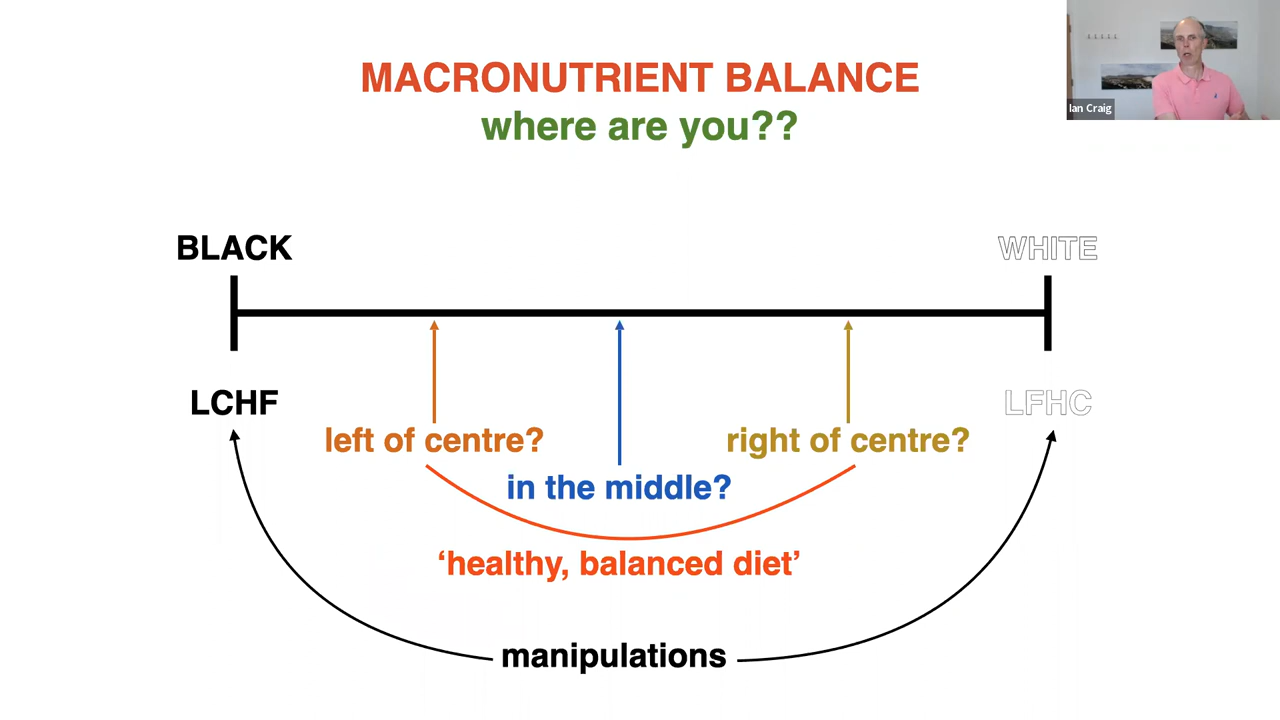 MACRONUTRIENT BALANCE
where are you??
Ian Craig
BLACK
WHITE
LCHF
LFHC
left of centre?
right of centre?
in the middle?
‘healthy, balanced diet’
manipulations